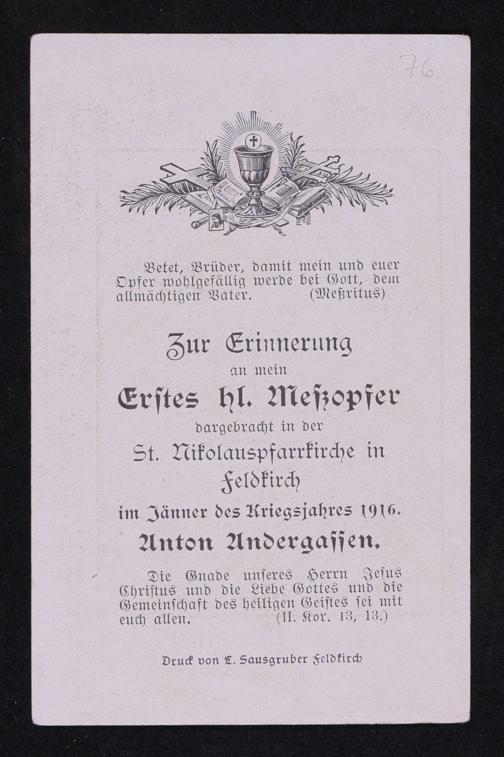 76
Betet, Brüder, damit mein und euer
Opfer wohlgefällig werde bei Gott, dem
allmächtigen Vater. (Meßritus)
Zur Erinnerung
an mein
Erstes hl. Meßopfer
dargebracht in der
St. Nikolauspfarrkirche in
Feldkirch
im Jänner des Kriegsjahres 1916.
Anton Andergassen.
Die Gnade unseres Herrn Jesus
Christus und die Liebe Gottes und die
Gemeinschaft des heiligen Geistes sei mit
euch allen. (II. Kor. 13, 13.)
Druck von L. Sausgruber Feldkirch